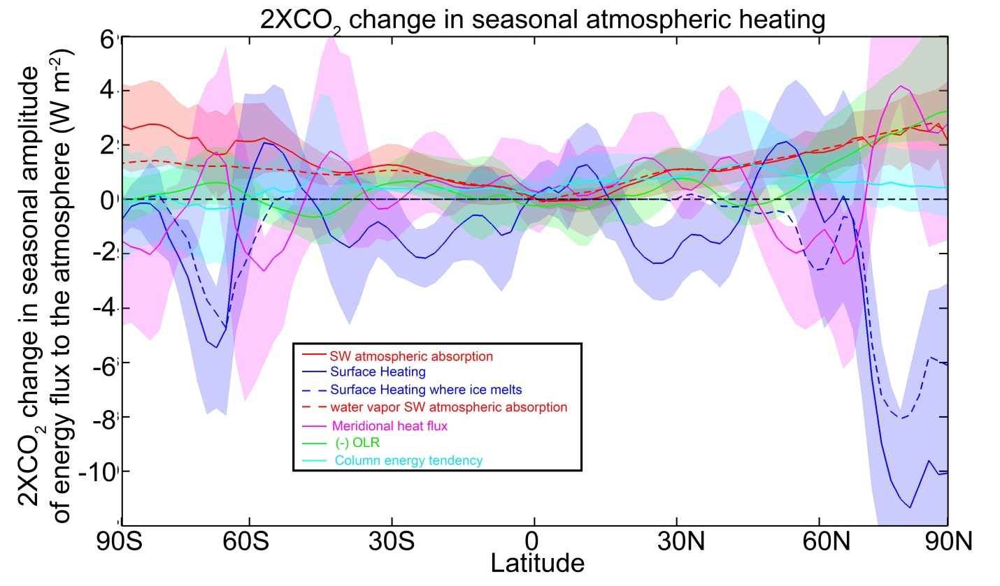 2XCO2 change in seasonal atmospheric heating
2XCO2 change in seasonal amplitude
of energy flux to the atmosphere (W m-2)
6
4
2
0
-2
-4
-6
-8
-10
SW atmospheric absorption
Surface Heating
Surface Heating where ice melts
water vapor SW atmospheric absorption
Meridional heat flux
(-) OLR
Column energy tendency
90S 60S 30S 0 30N 60N 90N
Latitude